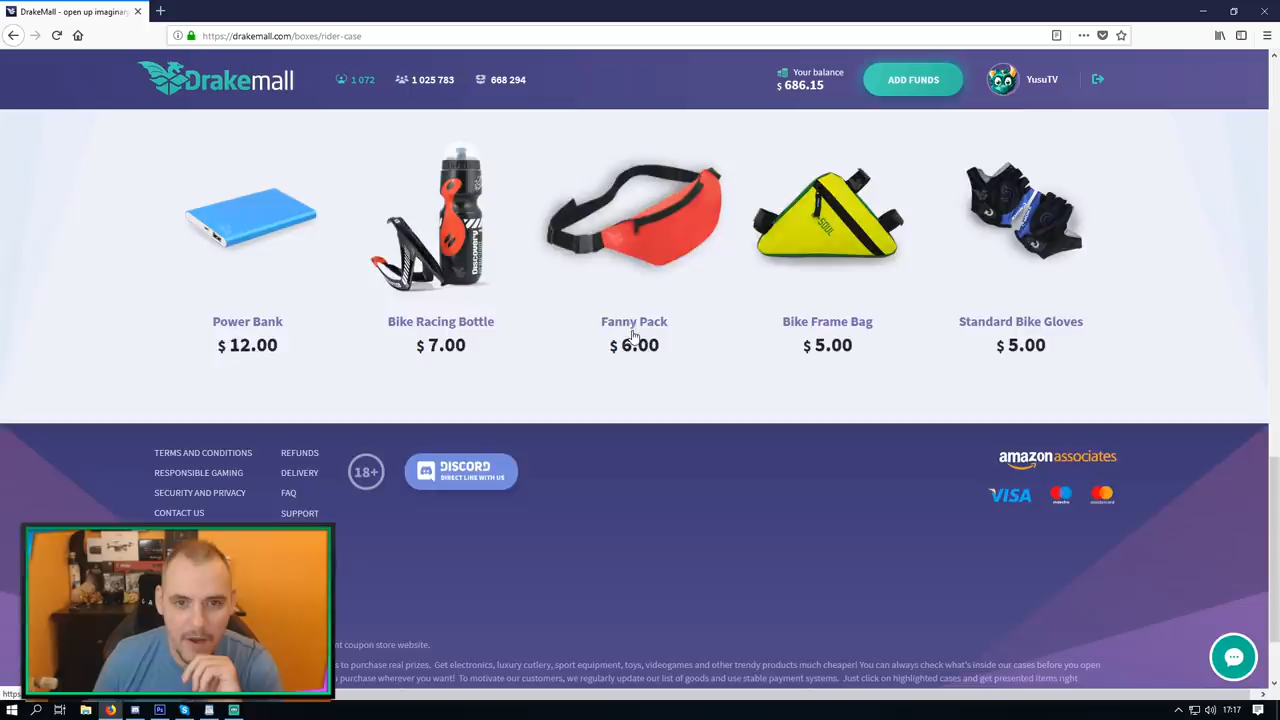 DrakeMall - open up imaginar
https://drakemall.com/boxes/rider-case
Drakemall
1 072
1 025 783
668 294
Your balance
$ 686.15
ADD FUNDS
YusuTV
Power Bank
$ 12.00
Bike Racing Bottle
$ 7.00
Fanny Pack
$ 6.00
Bike Frame Bag
$ 5.00
Standard Bike Gloves
$ 5.00
Discovery
SOUL
TERMS AND CONDITIONS
RESPONSIBLE GAMING
SECURITY AND PRIVACY
CONTACT US
REFUNDS
DELIVERY
FAQ
SUPPORT
18+
DISCORD
DIRECT LINE WITH US
amazon associates
VISA
maestro
mastercard
nt coupon store website.
s to purchase real prizes. Get electronics, luxury cutlery, sport equipment, toys, videogames and other trendy products much cheaper! You can always check what's inside our cases before you open
purchase wherever you want! To motivate our customers, we regularly update our list of goods and use stable payment systems. Just click on highlighted cases and get presented items right
https
17:17